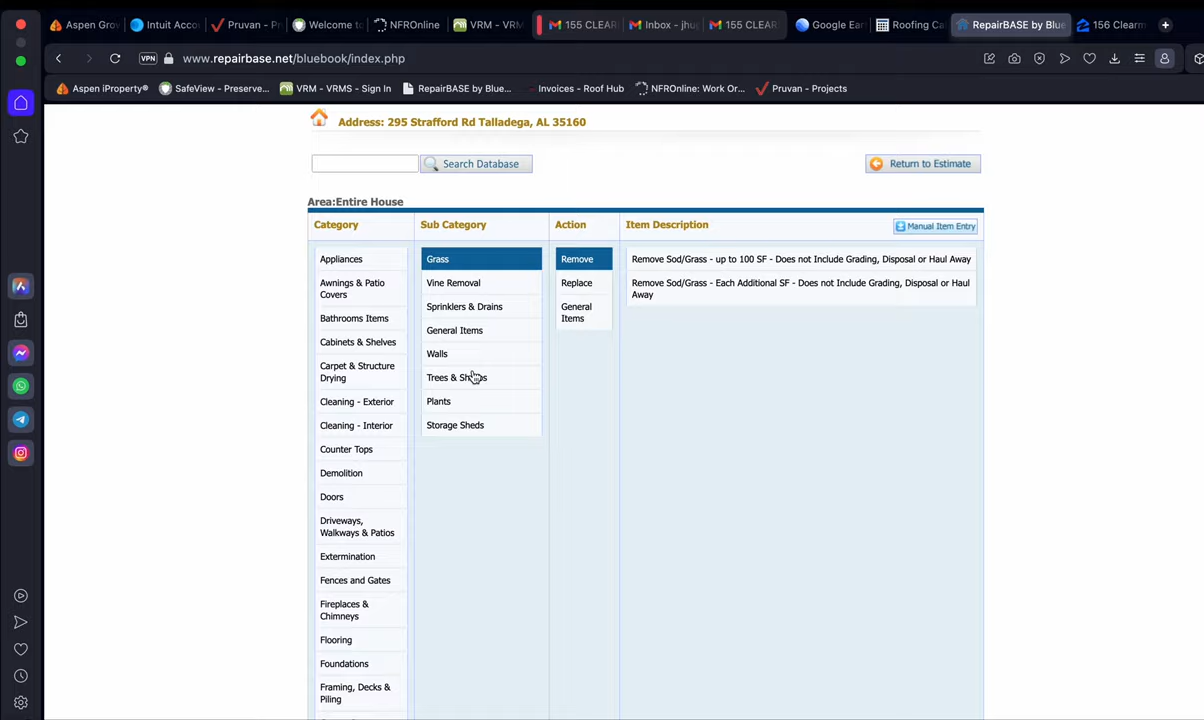 Aspen Grov
Intuit Acco
Pruvan - P
Welcome to
NFROnline
VRM - VRM
155 CLEAR
Inbox - jhug
155 CLEAR
Google Ear
Roofing Ca
RepairBASE by Blue
156 Clearm
VPN
www.repairbase.net/bluebook/index.php
Aspen iProperty®
SafeView - Preserve...
VRM - VRMS - Sign In
RepairBASE by Blue...
Invoices - Roof Hub
NFROnline: Work Or...
Pruvan - Projects
Address: 295 Strafford Rd Talladega, AL 35160
Search Database
Return to Estimate
Area:Entire House
Category
Sub Category
Action
Item Description
Manual Item Entry
Appliances
Awnings & Patio
Covers
Bathrooms Items
Cabinets & Shelves
Carpet & Structure
Drying
Cleaning - Exterior
Cleaning - Interior
Counter Tops
Demolition
Doors
Driveways,
Walkways & Patios
Extermination
Fences and Gates
Fireplaces &
Chimneys
Flooring
Foundations
Framing, Decks &
Piling
Grass
Vine Removal
Sprinklers & Drains
General Items
Walls
Trees &
Plants
Storage Sheds
Remove
Replace
General
Items
Remove Sod/Grass - up to 100 SF - Does not Include Grading, Disposal or Haul Away
Remove Sod/Grass - Each Additional SF - Does not Include Grading, Disposal or Haul
Away